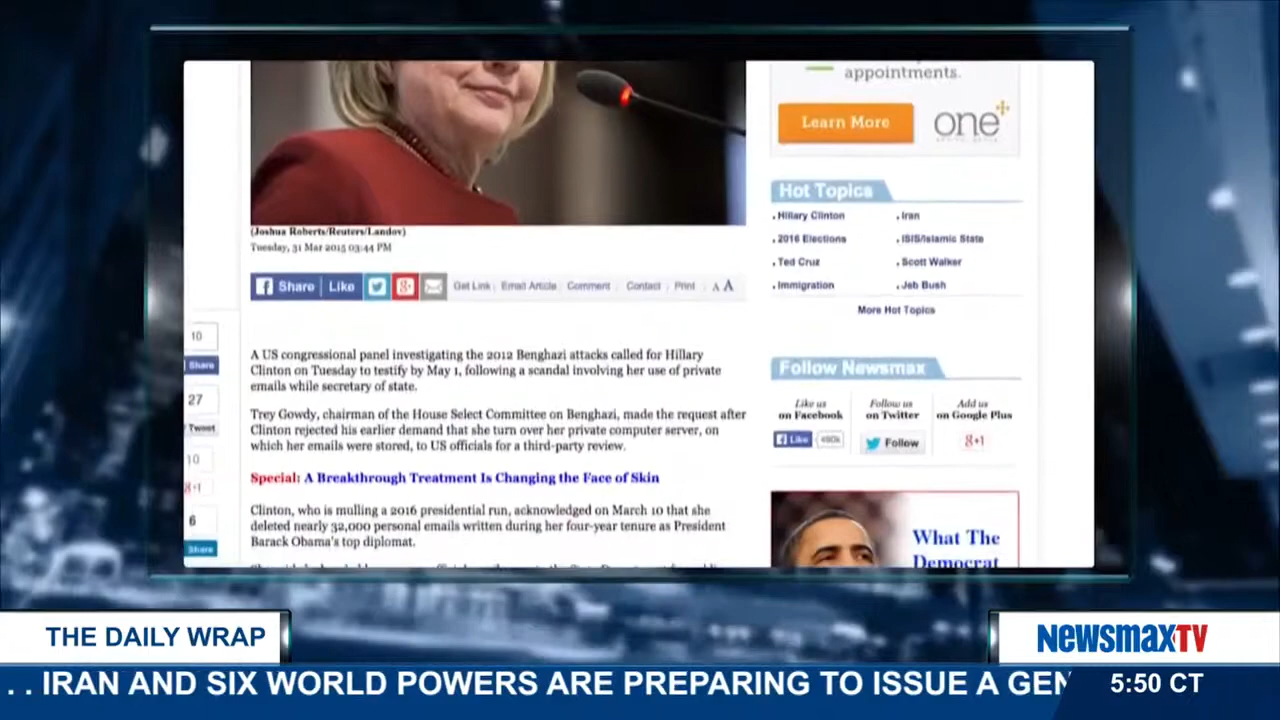 appointments.
Learn More
one
(Joshua Roberts/Reuters/Landov)
Tuesday, 31 Mar 2015 03:44 PM
Share
Like
Get Link
Email Article
Comment
Contact
Print
A A
10
Share
27
Tweet
10
g+1
6
Share
A US congressional panel investigating the 2012 Benghazi attacks called for Hillary
Clinton on Tuesday to testify by May 1, following a scandal involving her use of private
emails while secretary of state.
Trey Gowdy, chairman of the House Select Committee on Benghazi, made the request after
Clinton rejected his earlier demand that she turn over her private computer server, on
which her emails were stored, to US officials for a third-party review.
Special: A Breakthrough Treatment Is Changing the Face of Skin
Clinton, who is mulling a 2016 presidential run, acknowledged on March 10 that she
deleted nearly 32,000 personal emails written during her four-year tenure as President
Barack Obama's top diplomat.
Hot Topics
Hillary Clinton
Iran
2016 Elections
ISIS/Islamic State
Ted Cruz
Scott Walker
Immigration
Jeb Bush
More Hot Topics
Follow Newsmax
Like us
on Facebook
Follow us
on Twitter
Add us
on Google Plus
Like
Follow
g+1
What The
Democrat
THE DAILY WRAP
NEWSMAXTV
. . IRAN AND SIX WORLD POWERS ARE PREPARING TO ISSUE A GEN
5:50 CT